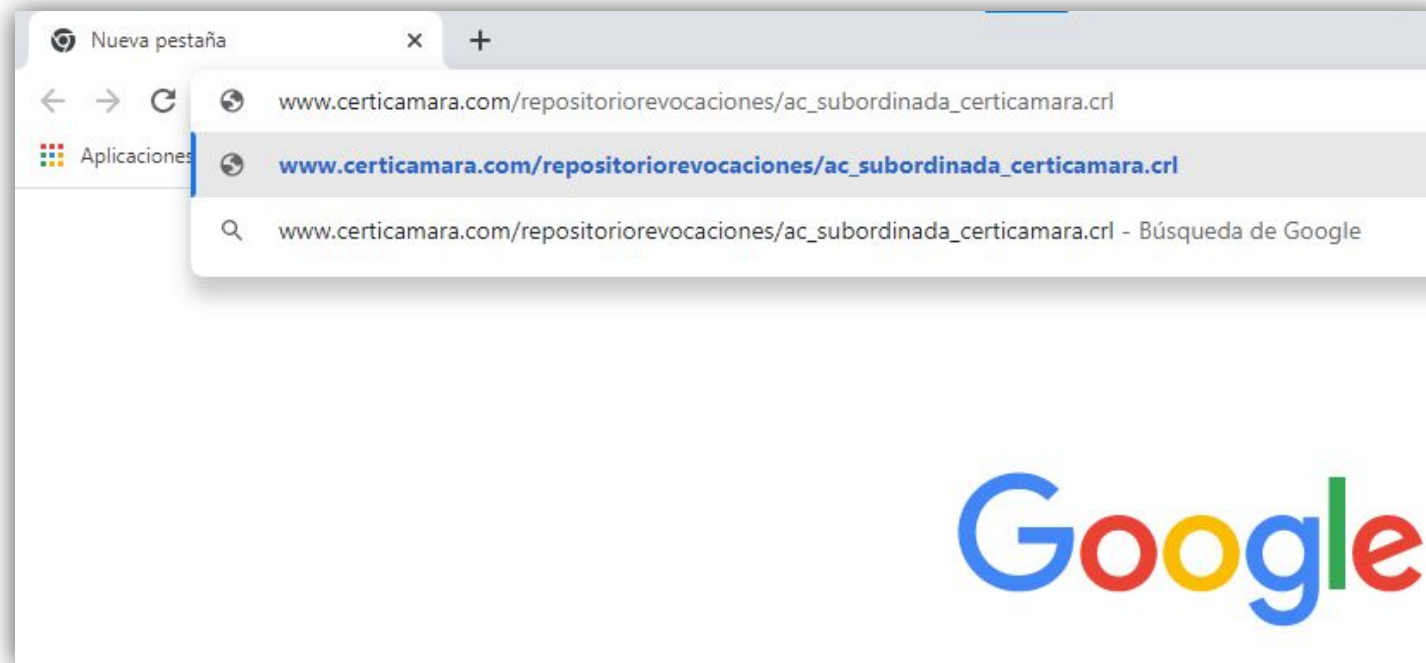 Nueva pestaña
www.certicamara.com/repositoriorevocaciones/ac_subordinada_certicamara.crl
Aplicaciones
www.certicamara.com/repositoriorevocaciones/ac_subordinada_certicamara.crl
www.certicamara.com/repositoriorevocaciones/ac_subordinada_certicamara.crl - Búsqueda de Google
Google